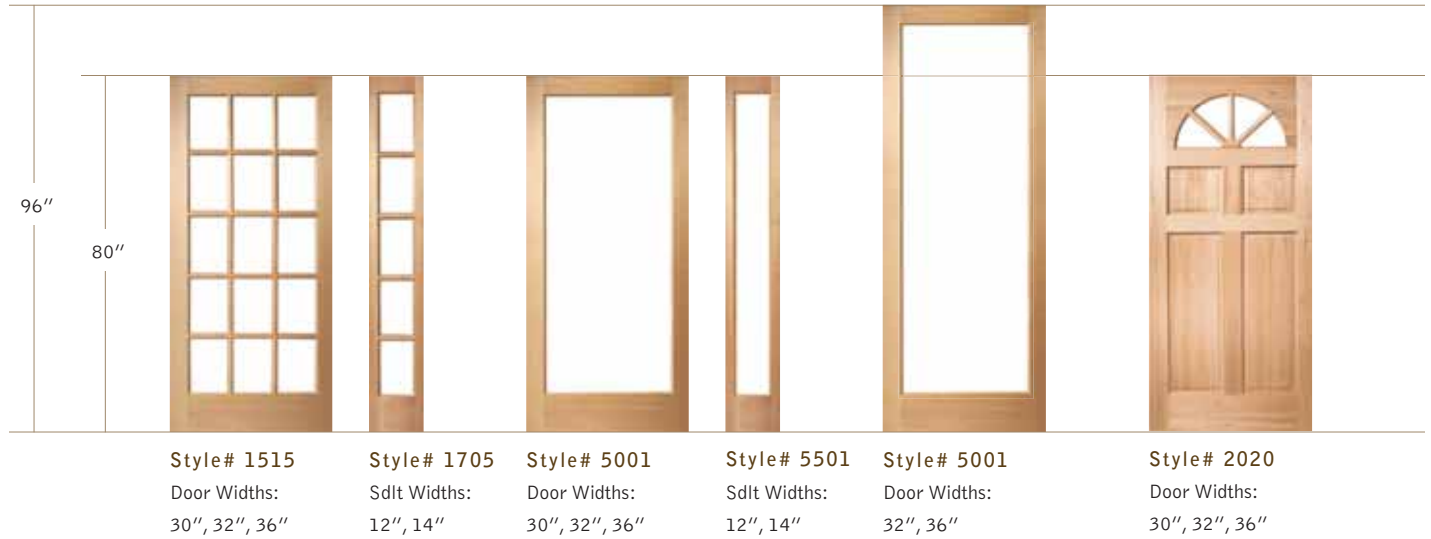 96″
80″
Style# 1515
Door Widths:
30″, 32″, 36″
Style# 1705
Sdlt Widths:
12″, 14″
Style# 5001
Door Widths:
30″, 32″, 36″
Style# 5501
Sdlt Widths:
12″, 14″
Style# 5001
Door Widths:
32″, 36″
Style# 2020
Door Widths:
30″, 32″, 36″